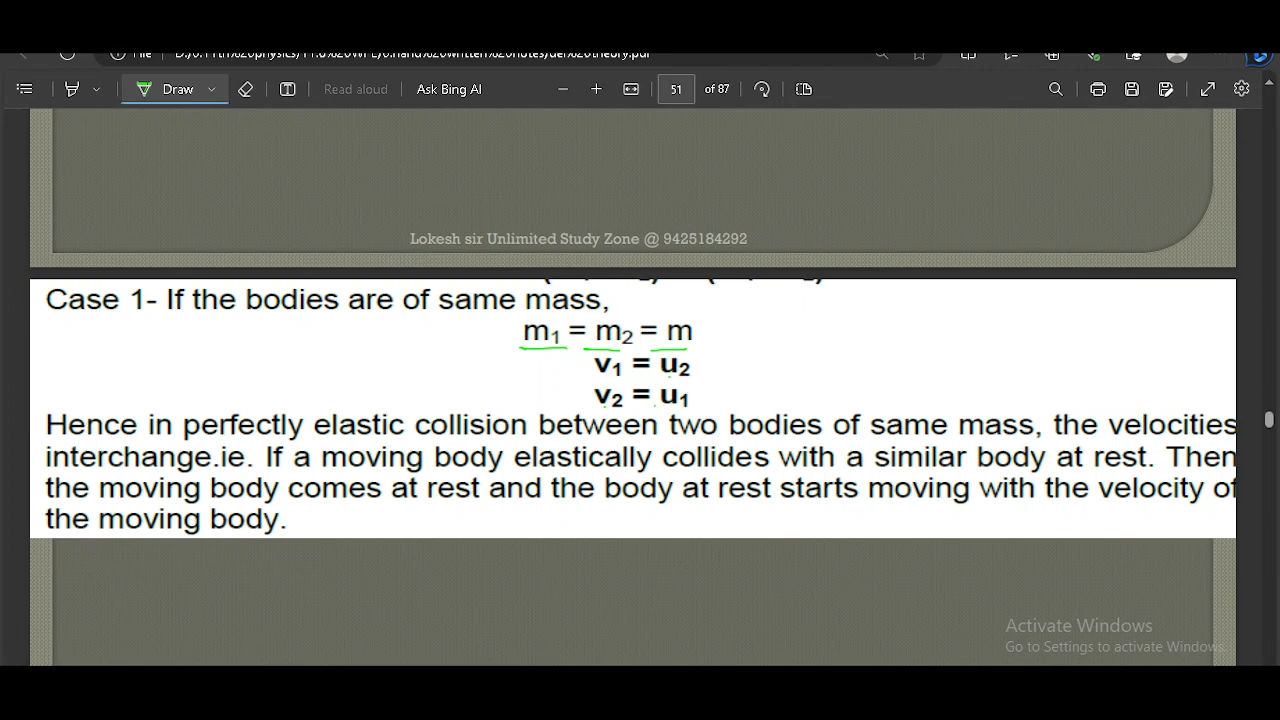 File
Draw
Read aloud
Ask Bing AI
51
of 87
Lokesh sir Unlimited Study Zone @ 9425184292
Case 1- If the bodies are of same mass,
m₁ = m₂ = m
v₁ = u₂
v₂ = u₁
Hence in perfectly elastic collision between two bodies of same mass, the velocities
interchange.ie. If a moving body elastically collides with a similar body at rest. Then
the moving body comes at rest and the body at rest starts moving with the velocity of
the moving body.
Activate Windows
Go to Settings to activate Windows.